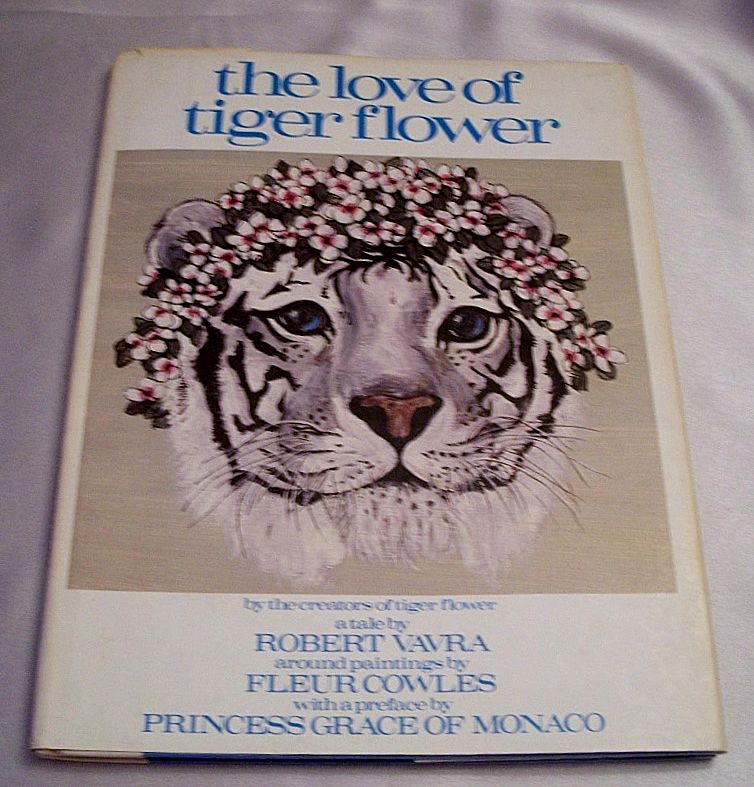 the love of
tiger flower
by the creators of tiger flower
a tale by
ROBERT VAVRA
around paintings by
FLEUR COWLES
with a preface by
PRINCESS GRACE OF MONACO